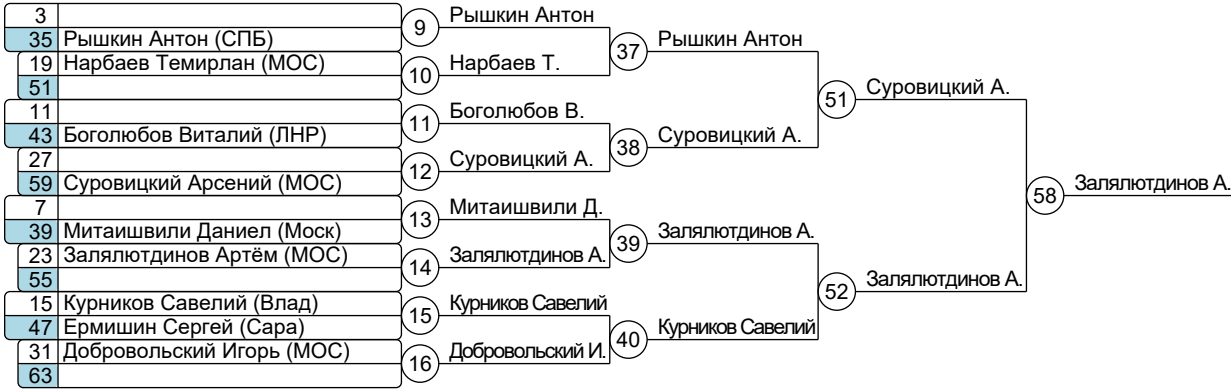 3
35 Рышкин Антон (СПБ)
19 Нарбаев Темирлан (МОС)
51
11
43 Боголюбов Виталий (ЛНР)
27
59 Суровицкий Арсений (МОС)
7
39 Митаишвили Даниел (Моск)
23 Залялютдинов Артём (МОС)
55
15 Курников Савелий (Влад)
47 Ермишин Сергей (Сара)
31 Добровольский Игорь (МОС)
63
9 Рышкин Антон
10 Нарбаев Т.
11 Боголюбов В.
12 Суровицкий А.
13 Митаишвили Д.
14 Залялютдинов А.
15 Курников Савелий
16 Добровольский И.
37 Рышкин Антон
38 Суровицкий А.
39 Залялютдинов А.
40 Курников Савелий
51 Суровицкий А.
52 Залялютдинов А.
58 Залялютдинов А.